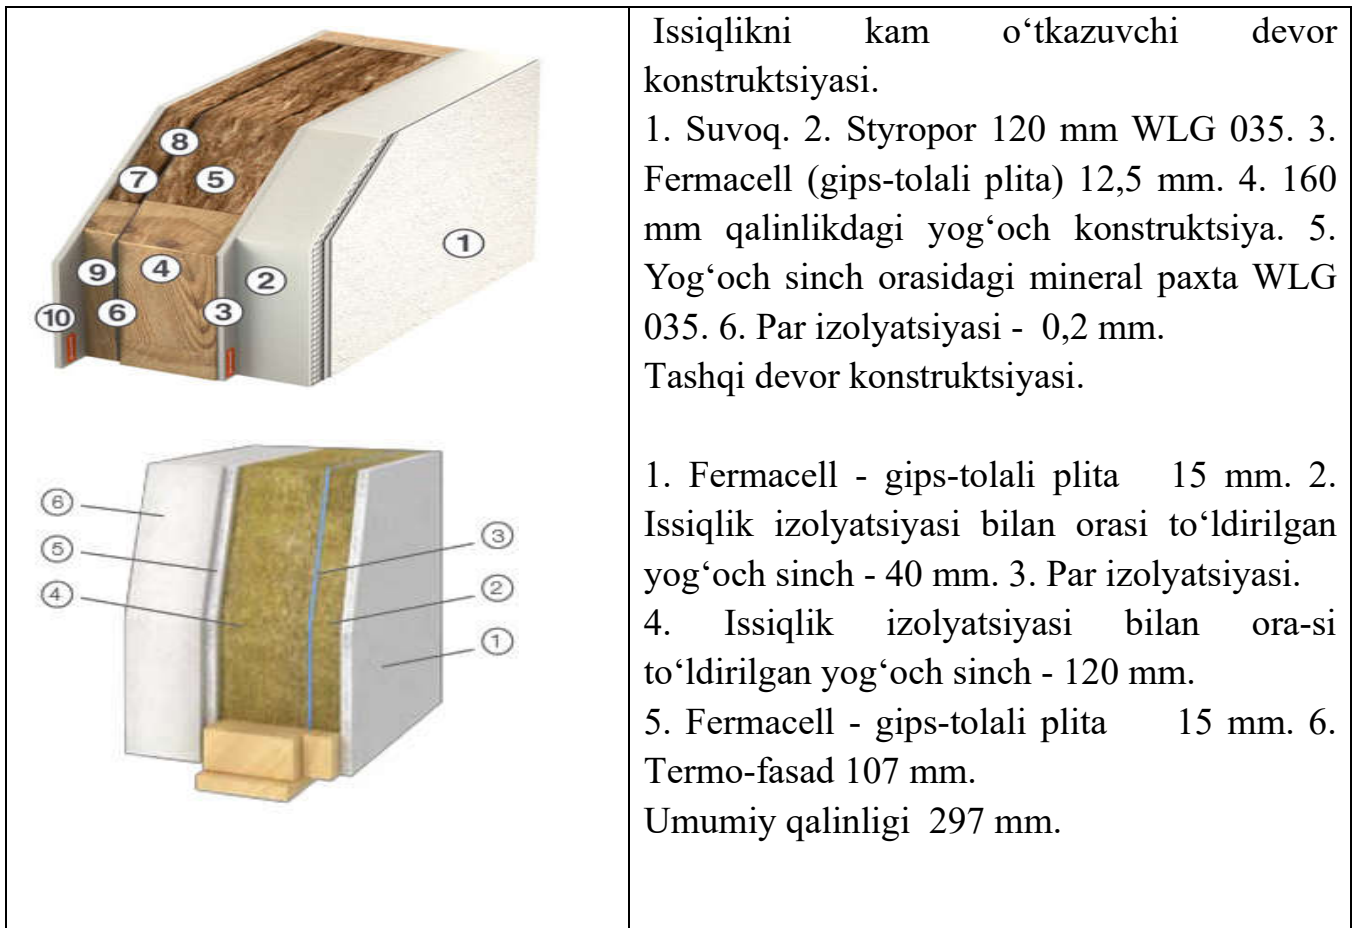 Issiqlikni kam o‘tkazuvchi devor
konstruktsiyasi.
1. Suvoq. 2. Styropor 120 mm WLG 035. 3.
Fermacell (gips-tolali plita) 12,5 mm. 4. 160
mm qalinlikdagi yog‘och konstruktsiya. 5.
Yog‘och sinch orasidagi mineral paxta WLG
035. 6. Par izolyatsiyasi - 0,2 mm.
Tashqi devor konstruktsiyasi.
8
7
5
1
9
4
2
10
6
3
1. Fermacell - gips-tolali plita 15 mm. 2.
Issiqlik izolyatsiyasi bilan orasi to‘ldirilgan
yog‘och sinch - 40 mm. 3. Par izolyatsiyasi.
4. Issiqlik izolyatsiyasi bilan ora-si
to‘ldirilgan yog‘och sinch - 120 mm.
5. Fermacell - gips-tolali plita 15 mm. 6.
Termo-fasad 107 mm.
Umumiy qalinligi 297 mm.
6
5
3
4
2
1